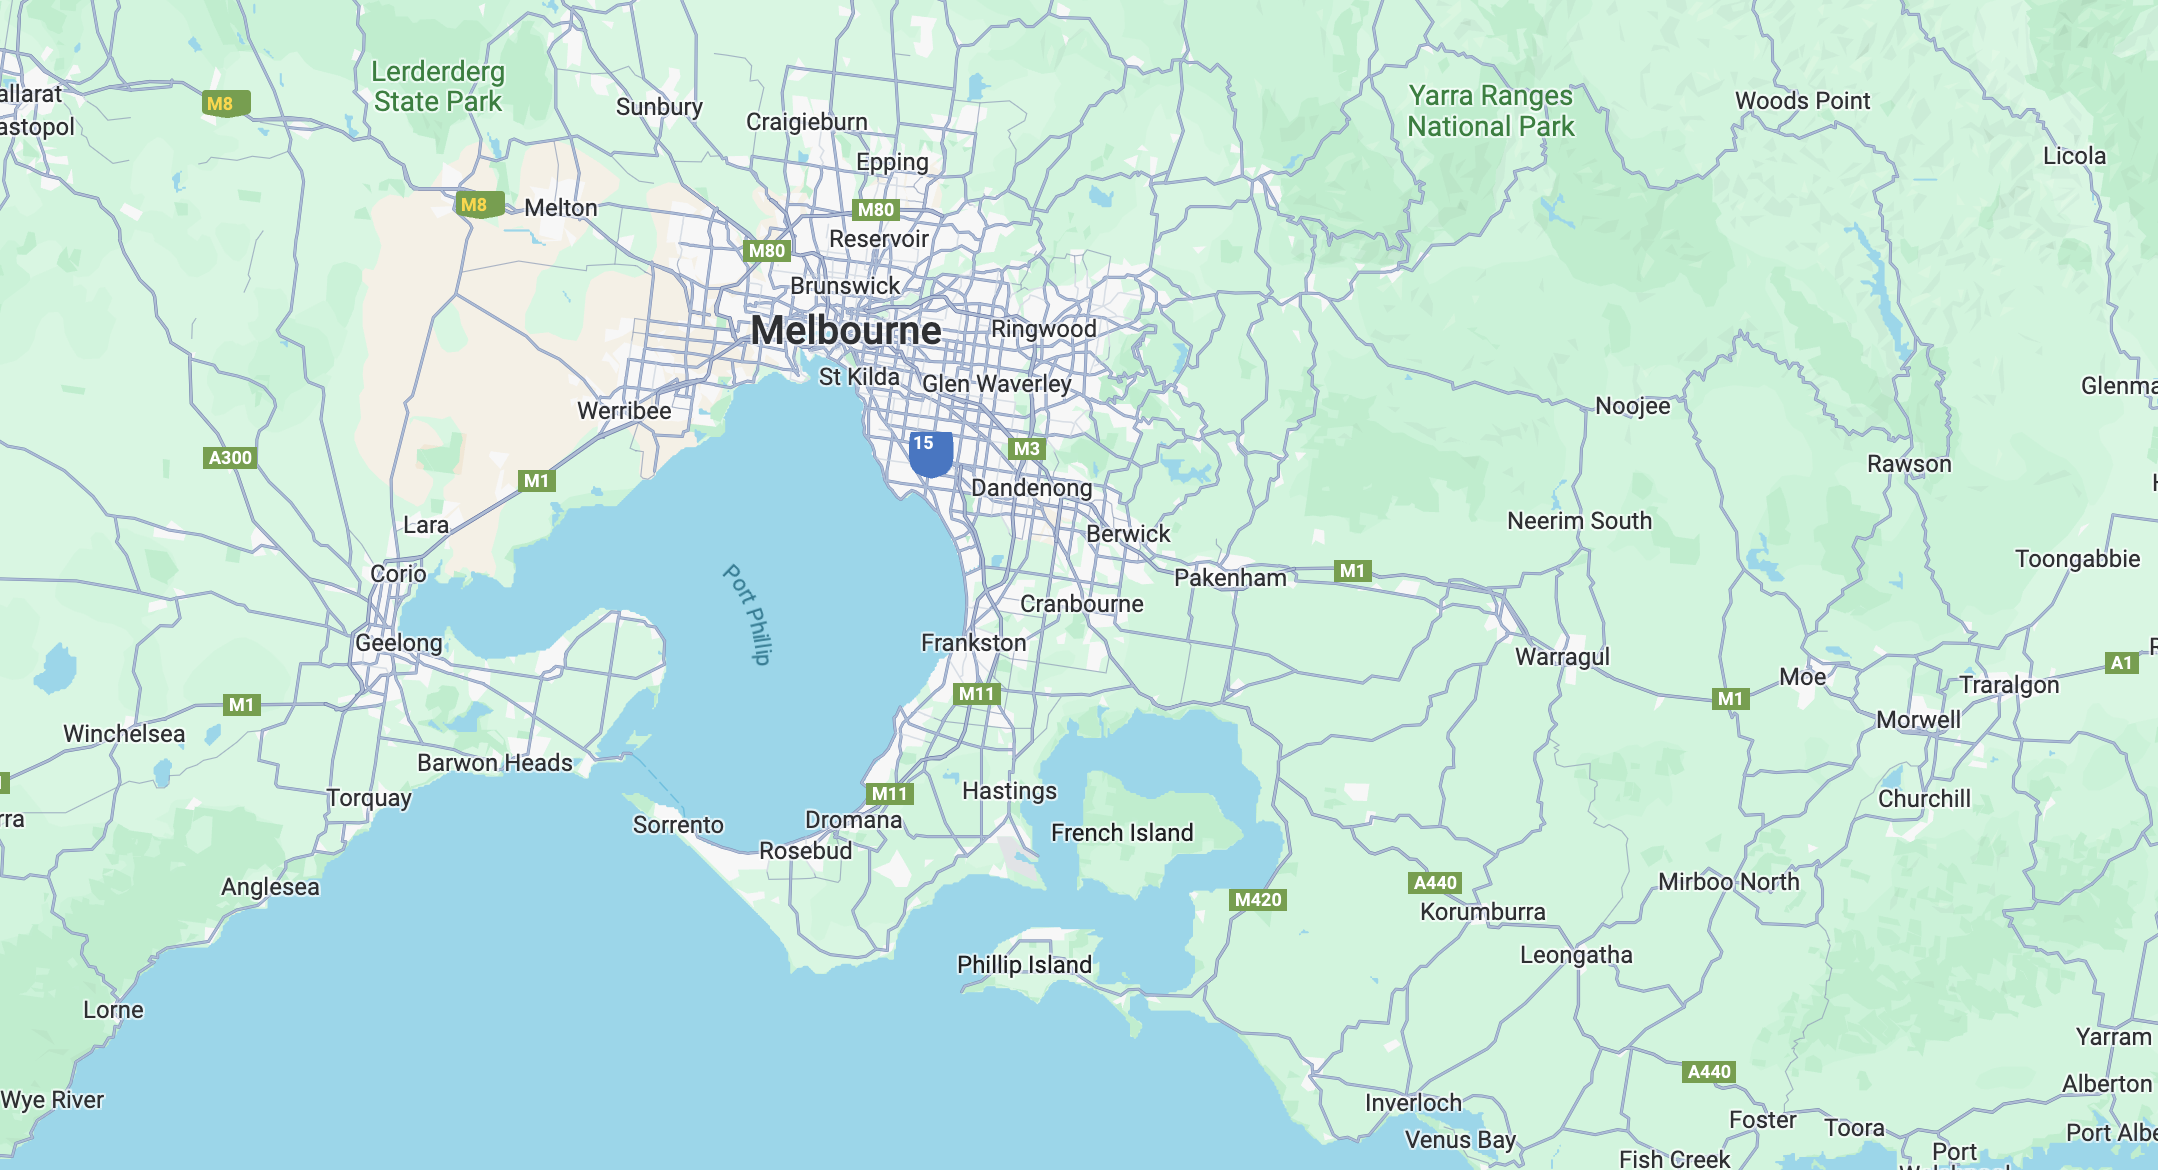 Lerderderg
State Park
Yarra Ranges
National Park
allarat
M8
Sunbury
Craigieburn
Woods Point
astopol
Epping
Licola
M8
Melton
M80
Reservoir
M80
Brunswick
Melbourne
Ringwood
St Kilda
Glen Waverley
Glenma
Werribee
Noojee
15
M3
A300
M1
Dandenong
Rawson
H
Lara
Berwick
Neerim South
Toongabbie
Corio
Port Phillip
Pakenham
M1
Cranbourne
Geelong
Frankston
Warragul
A1
R
Moe
M11
Traralgon
M1
M1
Winchelsea
Morwell
Barwon Heads
Torquay
M11
Hastings
Churchill
rra
Sorrento
Dromana
French Island
Rosebud
Anglesea
A440
Mirboo North
M420
Korumburra
Leongatha
Phillip Island
Lorne
Yarram
A440
Alberton
Wye River
Inverloch
Foster
Toora
Port Albe
Venus Bay
Fish Creek
Port